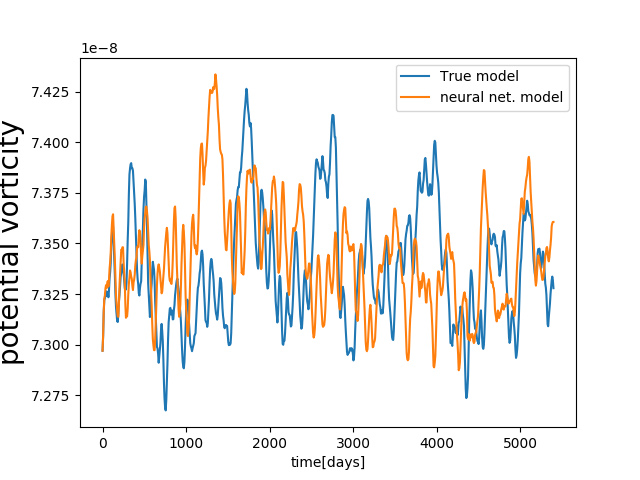 1e−8
7.425
7.400
7.375
7.350
7.325
7.300
7.275
potential vorticity
True model
neural net. model
0 1000 2000 3000 4000 5000
time[days]